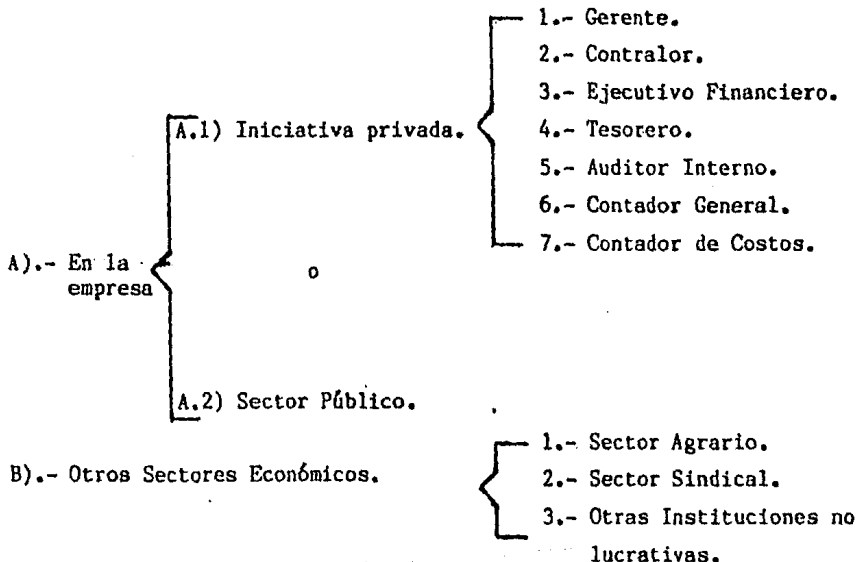 1.- Gerente.
2.- Contralor.
3.- Ejecutivo Financiero.
A.1) Iniciativa privada.
4.- Tesorero.
5.- Auditor Interno.
6.- Contador General.
7.- Contador de Costos.
A).- En la
empresa
o
A.2) Sector Público.
B).- Otros Sectores Económicos.
1.- Sector Agrario.
2.- Sector Sindical.
3.- Otras Instituciones no
lucrativas.